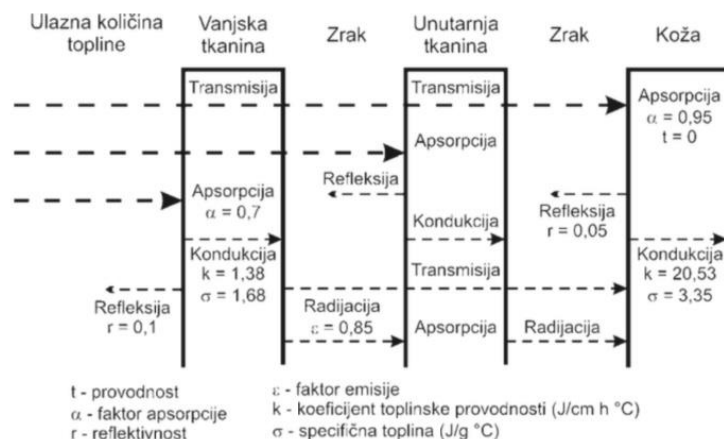 Ulazna količina
topline
Vanjska
tkanina
Zrak
Unutarnja
tkanina
Zrak
Koža
Transmisija
Transmisija
Apsorpcija
α = 0,95
t = 0
Apsorpcija
Refleksija
Apsorpcija
α = 0,7
Refleksija
r = 0,05
Kondukcija
Kondukcija
k = 1,38
σ = 1,68
Transmisija
Kondukcija
k = 20,53
σ = 3,35
Refleksija
r = 0,1
Radijacija
ε = 0,85
Apsorpcija
Radijacija
t - provodnost
α - faktor apsorpcije
r - reflektivnost
ε - faktor emisije
k - koeficijent toplinske provodnosti (J/cm h °C)
σ - specifična toplina (J/g °C)